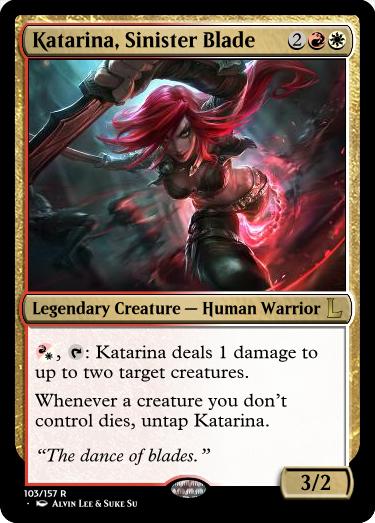 Katarina, Sinister Blade 2
Legendary Creature — Human Warrior L
, : Katarina deals 1 damage to
up to two target creatures.
Whenever a creature you don't
control dies, untap Katarina.
“The dance of blades.”
3/2
103/157 R
· Alvin Lee & Suke Su